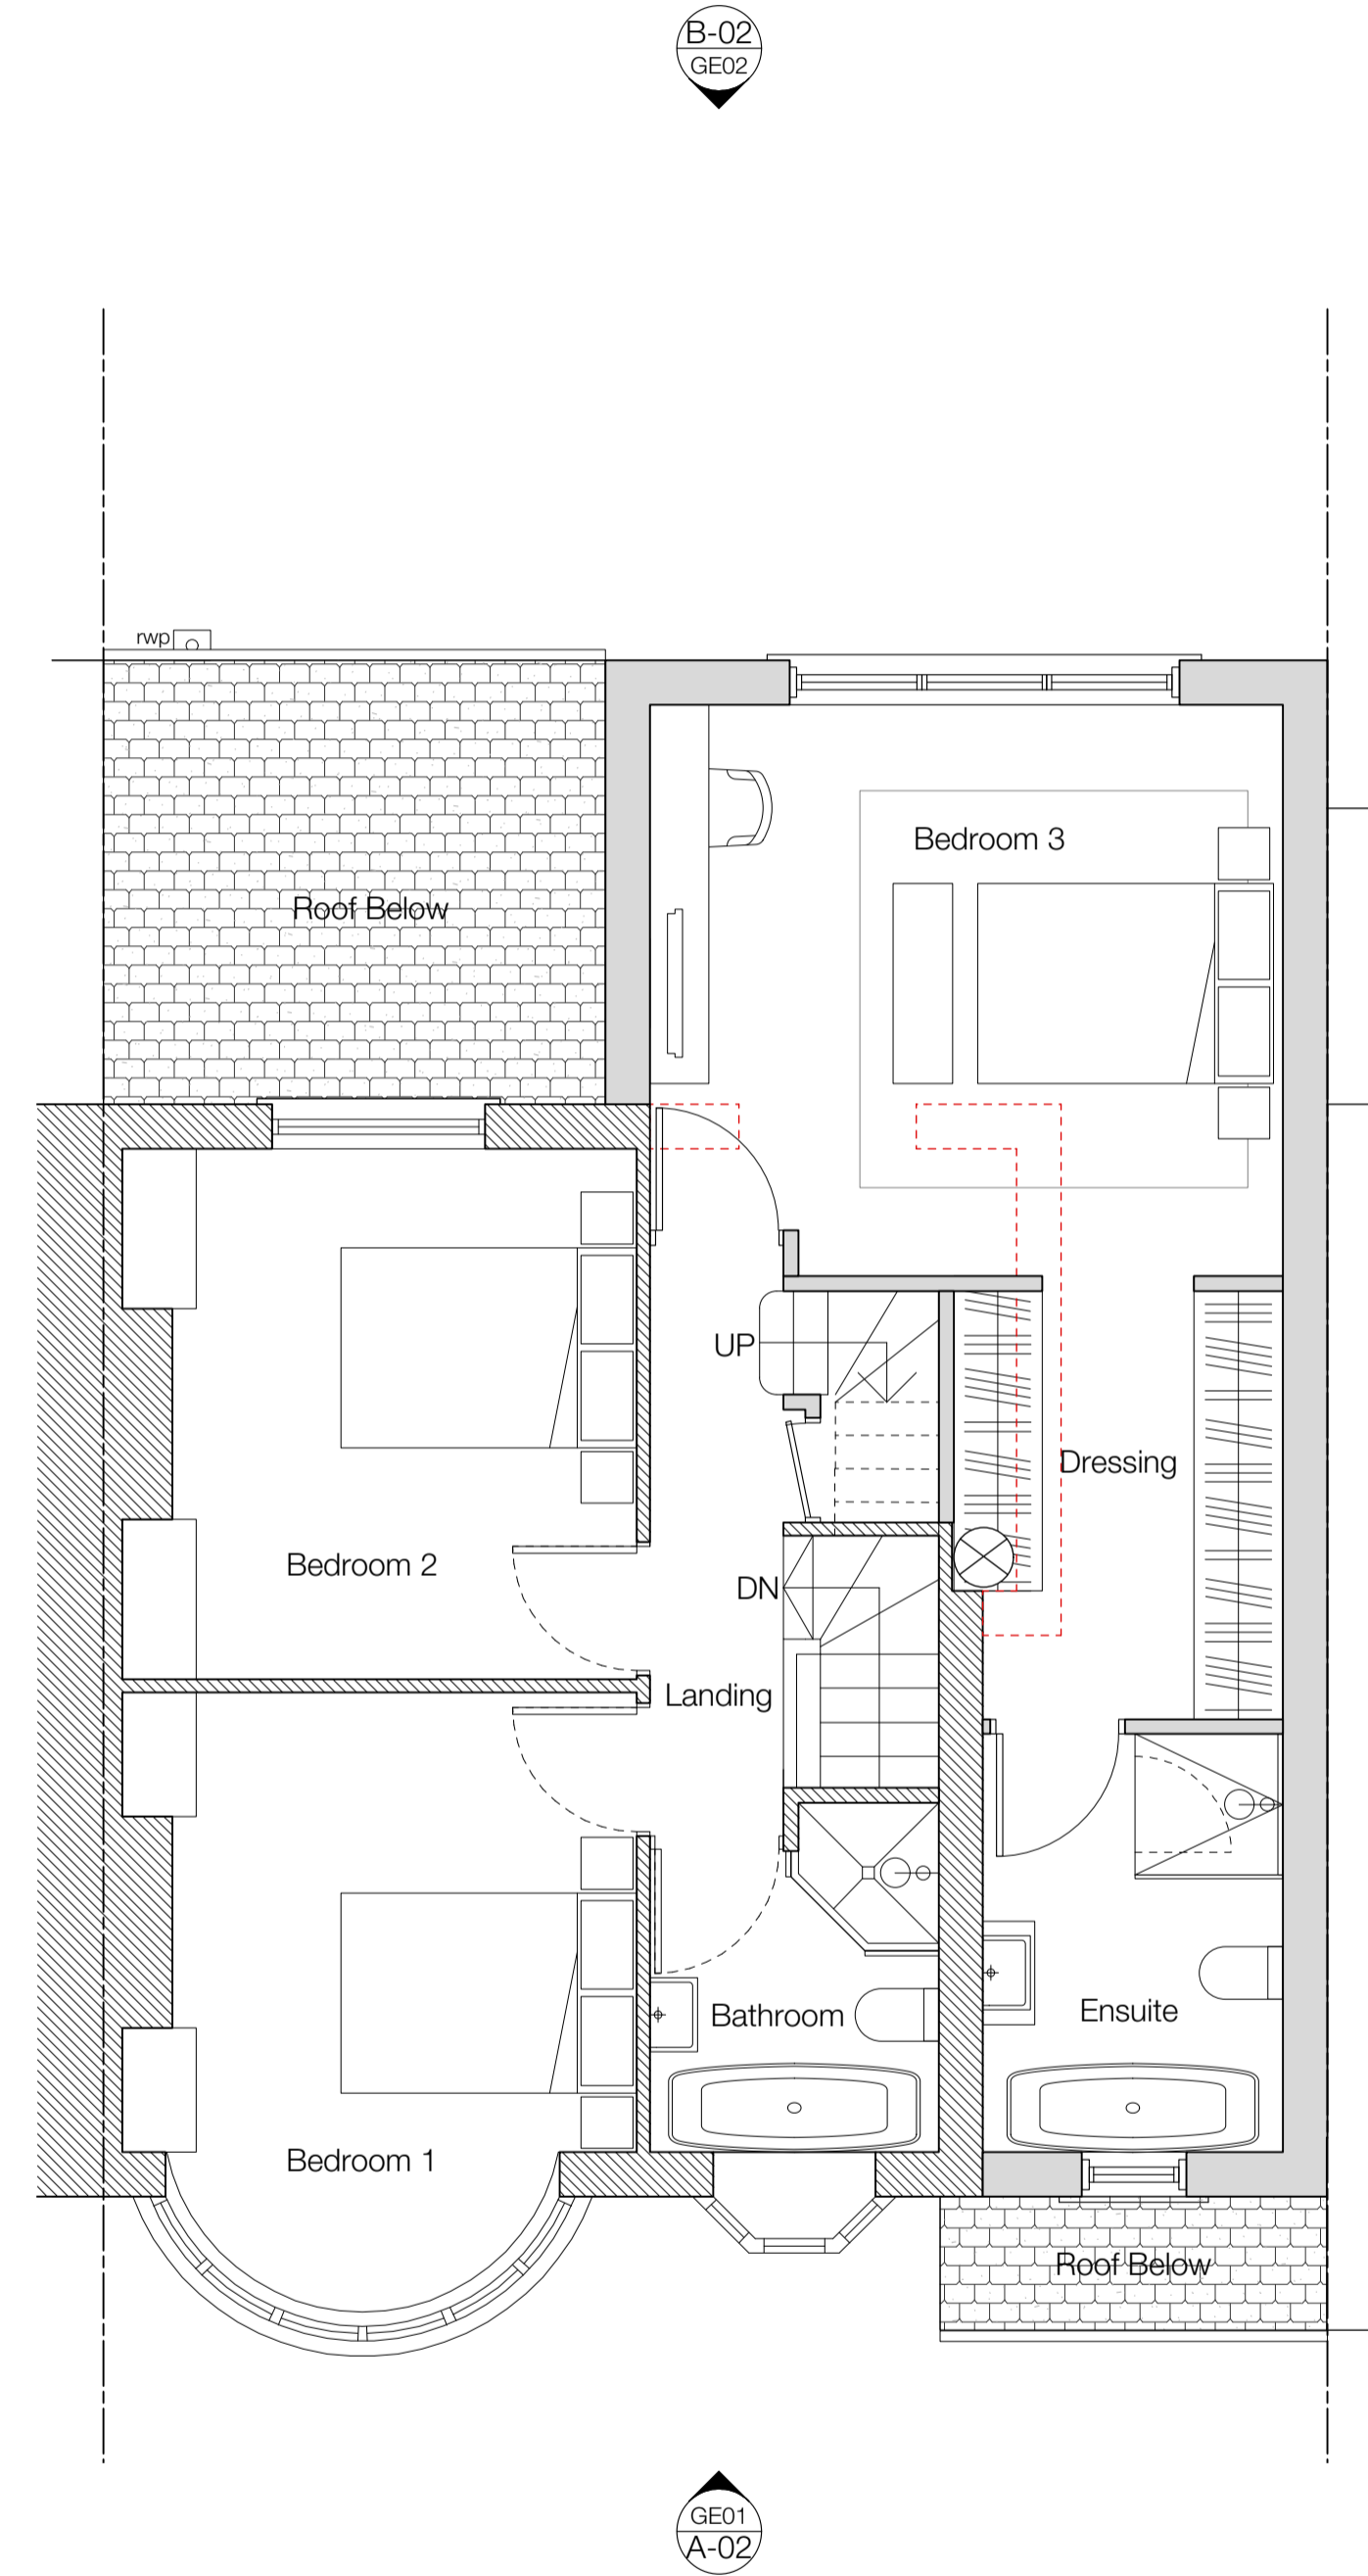 B-02
GE02
rwp
Bedroom 3
Roof Below
UP
Dressing
Bedroom 2
DN
Landing
Ensuite
Bathroom
Bedroom 1
Roof Below
GE01
A-02